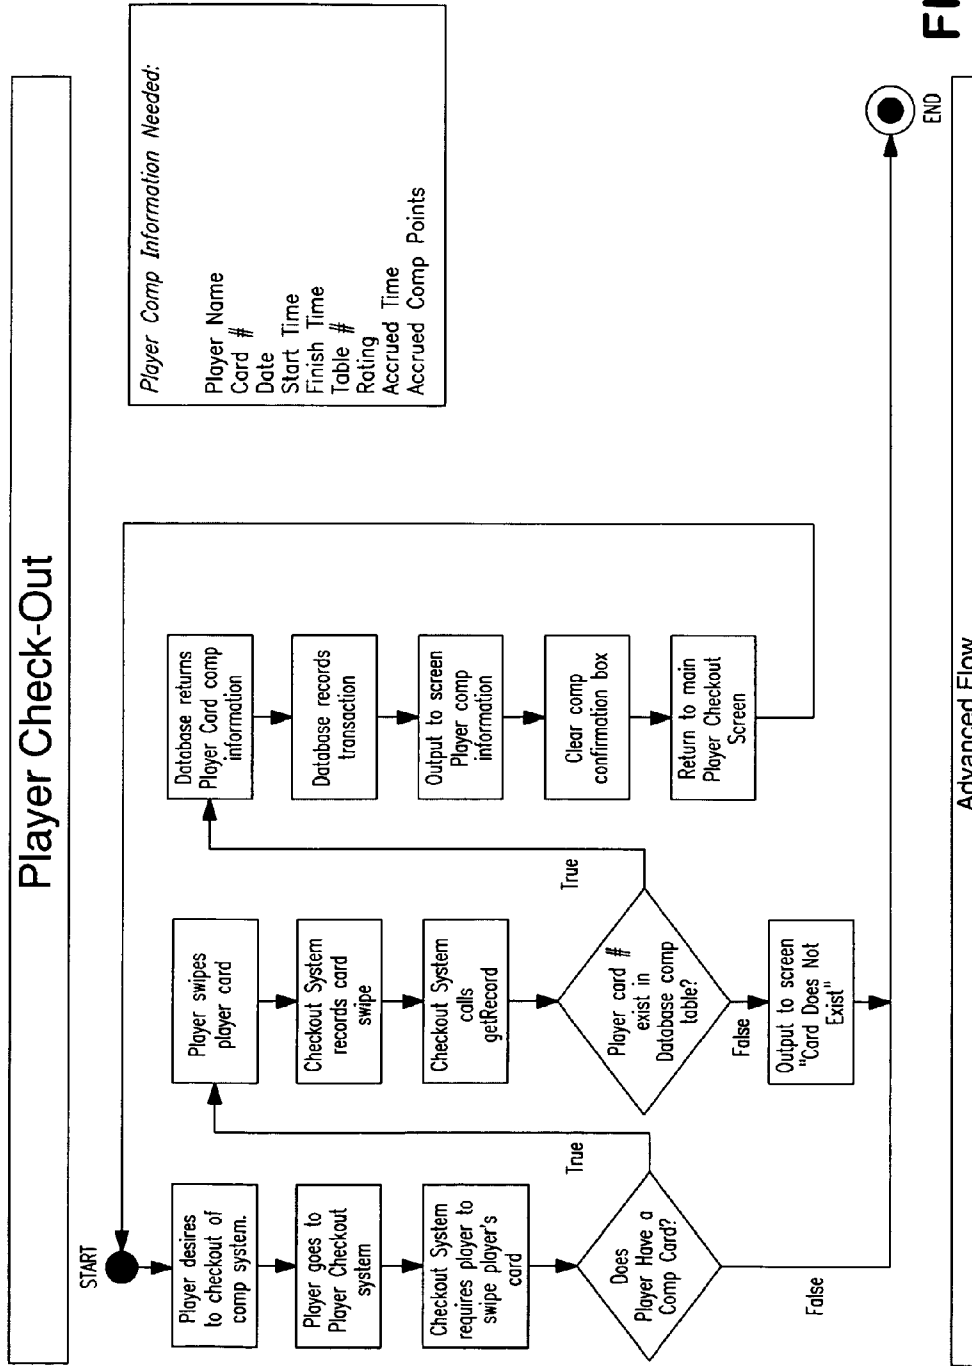 Player Check-Out
START
Player desires
to checkout of
comp system.
Player goes to
Player Checkout
system
Checkout System
requires player to
swipe player's
card
Does
Player Have a
Comp Card?
True
False
Player swipes
player card
Checkout System
records card
swipe
Checkout System
calls
getRecord
Player card #
exist in
Database comp
table?
True
False
Output to screen
"Card Does Not
Exist"
Database returns
Player Card comp
information
Database records
transaction
Output to screen
Player comp
information
Clear comp
confirmation box
Return to main
Player Checkout
Screen
Player Comp Information Needed:
Player Name
Card #
Date
Start Time
Finish Time
Table #
Rating
Accrued Time
Accrued Comp Points
END
Advanced Flow